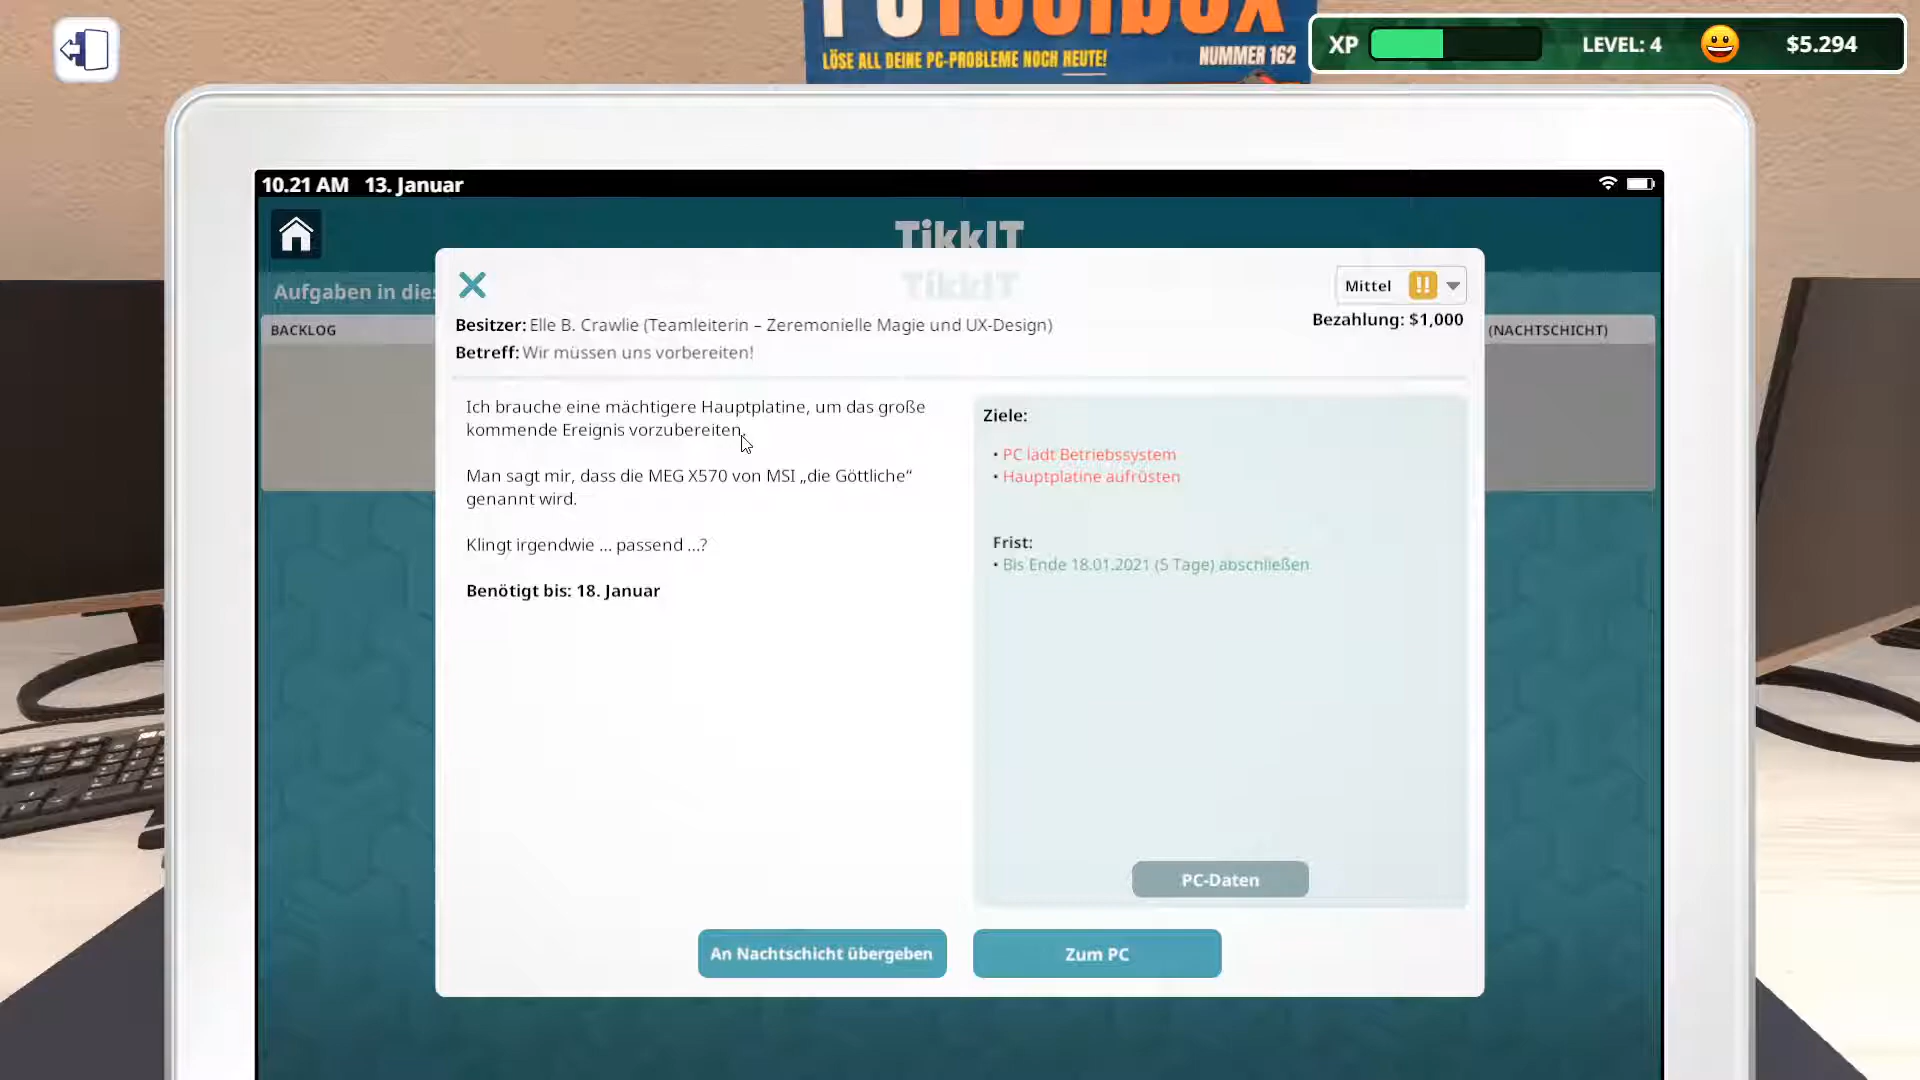 PCToolbox
LÖSE ALL DEINE PC-PROBLEME NOCH HEUTE!
NUMMER 162
XP
LEVEL: 4
$5.294
10.21 AM 13. Januar
TikkIT
TikkIT
Aufgaben in dies
BACKLOG
(NACHTSCHICHT)
Mittel !!
Bezahlung: $1,000
Besitzer: Elle B. Crawlie (Teamleiterin – Zeremonielle Magie und UX-Design)
Betreff: Wir müssen uns vorbereiten!
Ich brauche eine mächtigere Hauptplatine, um das große
kommende Ereignis vorzubereiten.
Man sagt mir, dass die MEG X570 von MSI „die Göttliche“
genannt wird.
Klingt irgendwie ... passend ...?
Benötigt bis: 18. Januar
Ziele:
• PC lädt Betriebssystem
• Hauptplatine aufrüsten
Frist:
• Bis Ende 18.01.2021 (5 Tage) abschließen
PC-Daten
An Nachtschicht übergeben
Zum PC